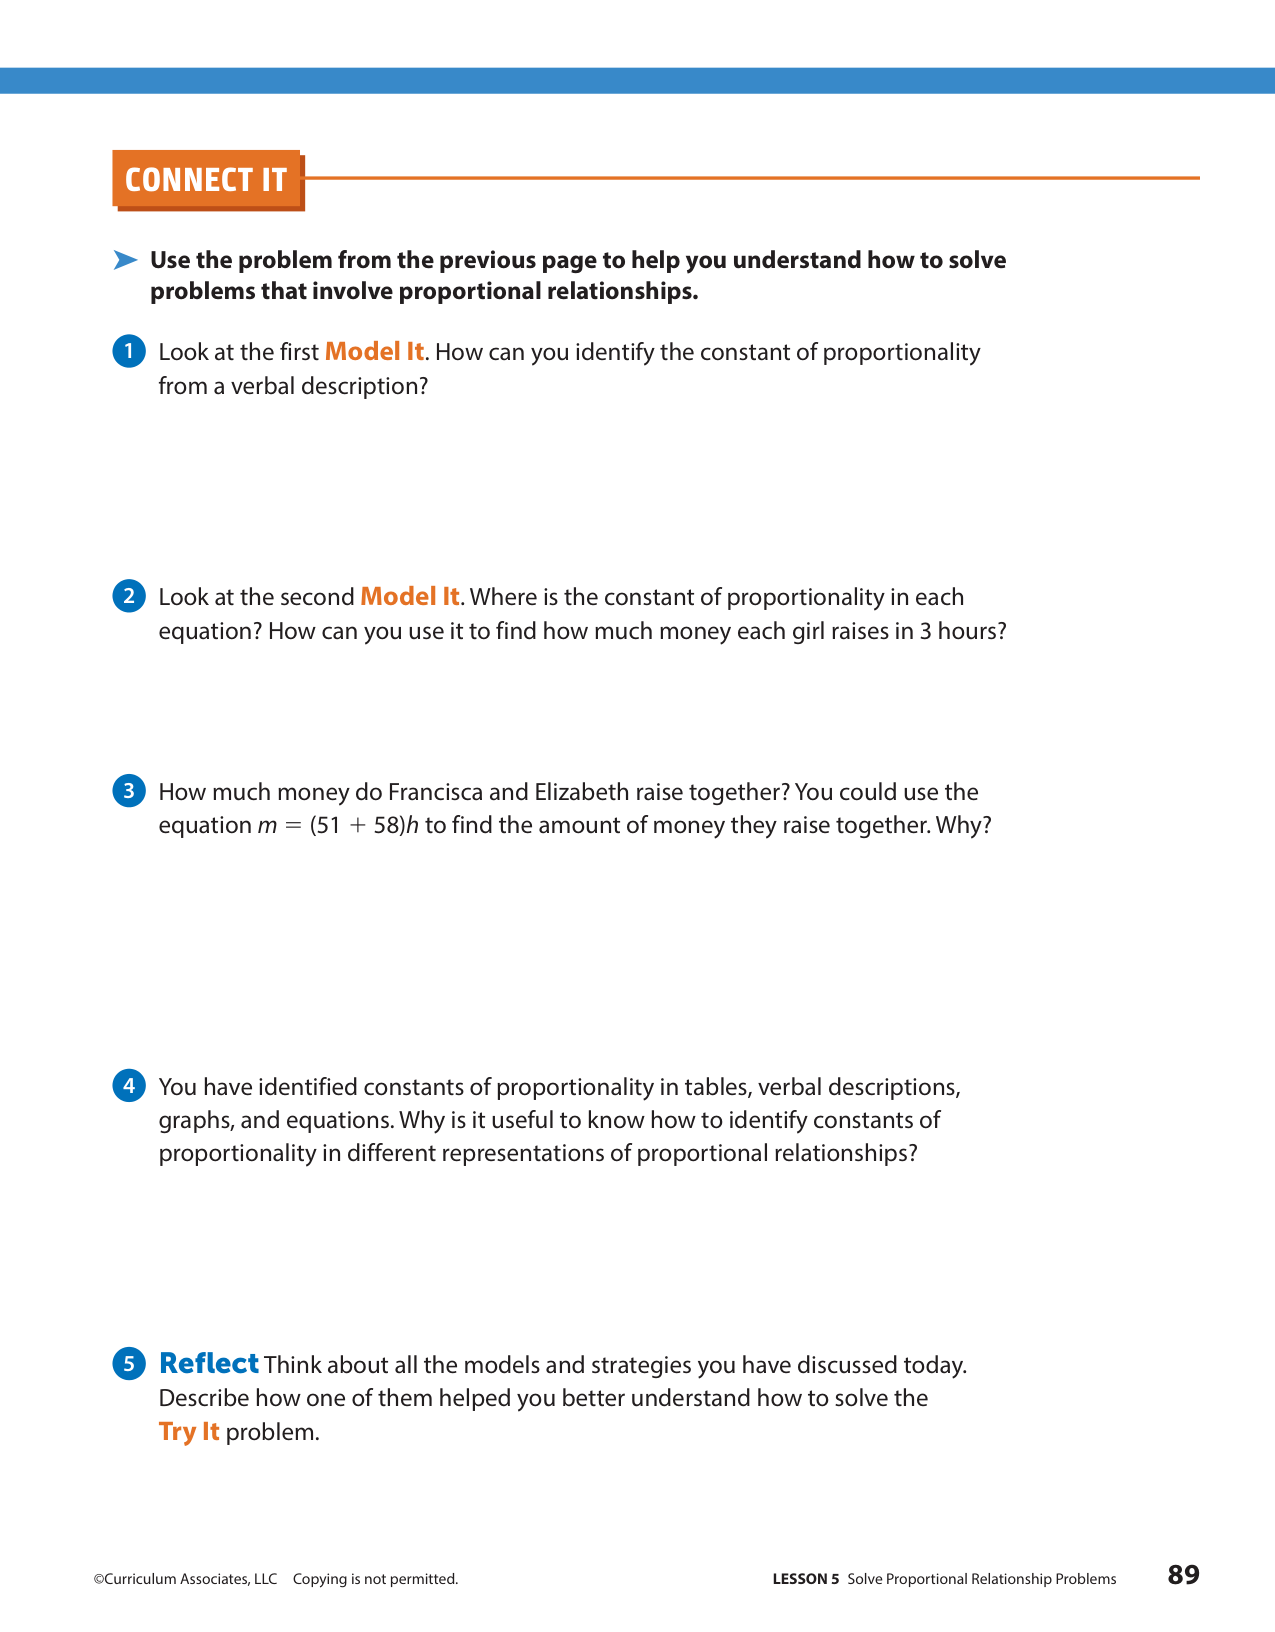 CONNECT IT
Use the problem from the previous page to help you understand how to solve
problems that involve proportional relationships.
1 Look at the first Model It. How can you identify the constant of proportionality
from a verbal description?
2 Look at the second Model It. Where is the constant of proportionality in each
equation? How can you use it to find how much money each girl raises in 3 hours?
3 How much money do Francisca and Elizabeth raise together? You could use the
equation m = (51 + 58)h to find the amount of money they raise together. Why?
4 You have identified constants of proportionality in tables, verbal descriptions,
graphs, and equations. Why is it useful to know how to identify constants of
proportionality in different representations of proportional relationships?
5 Reflect Think about all the models and strategies you have discussed today.
Describe how one of them helped you better understand how to solve the
Try It problem.
©Curriculum Associates, LLC Copying is not permitted. LESSON 5 Solve Proportional Relationship Problems 89